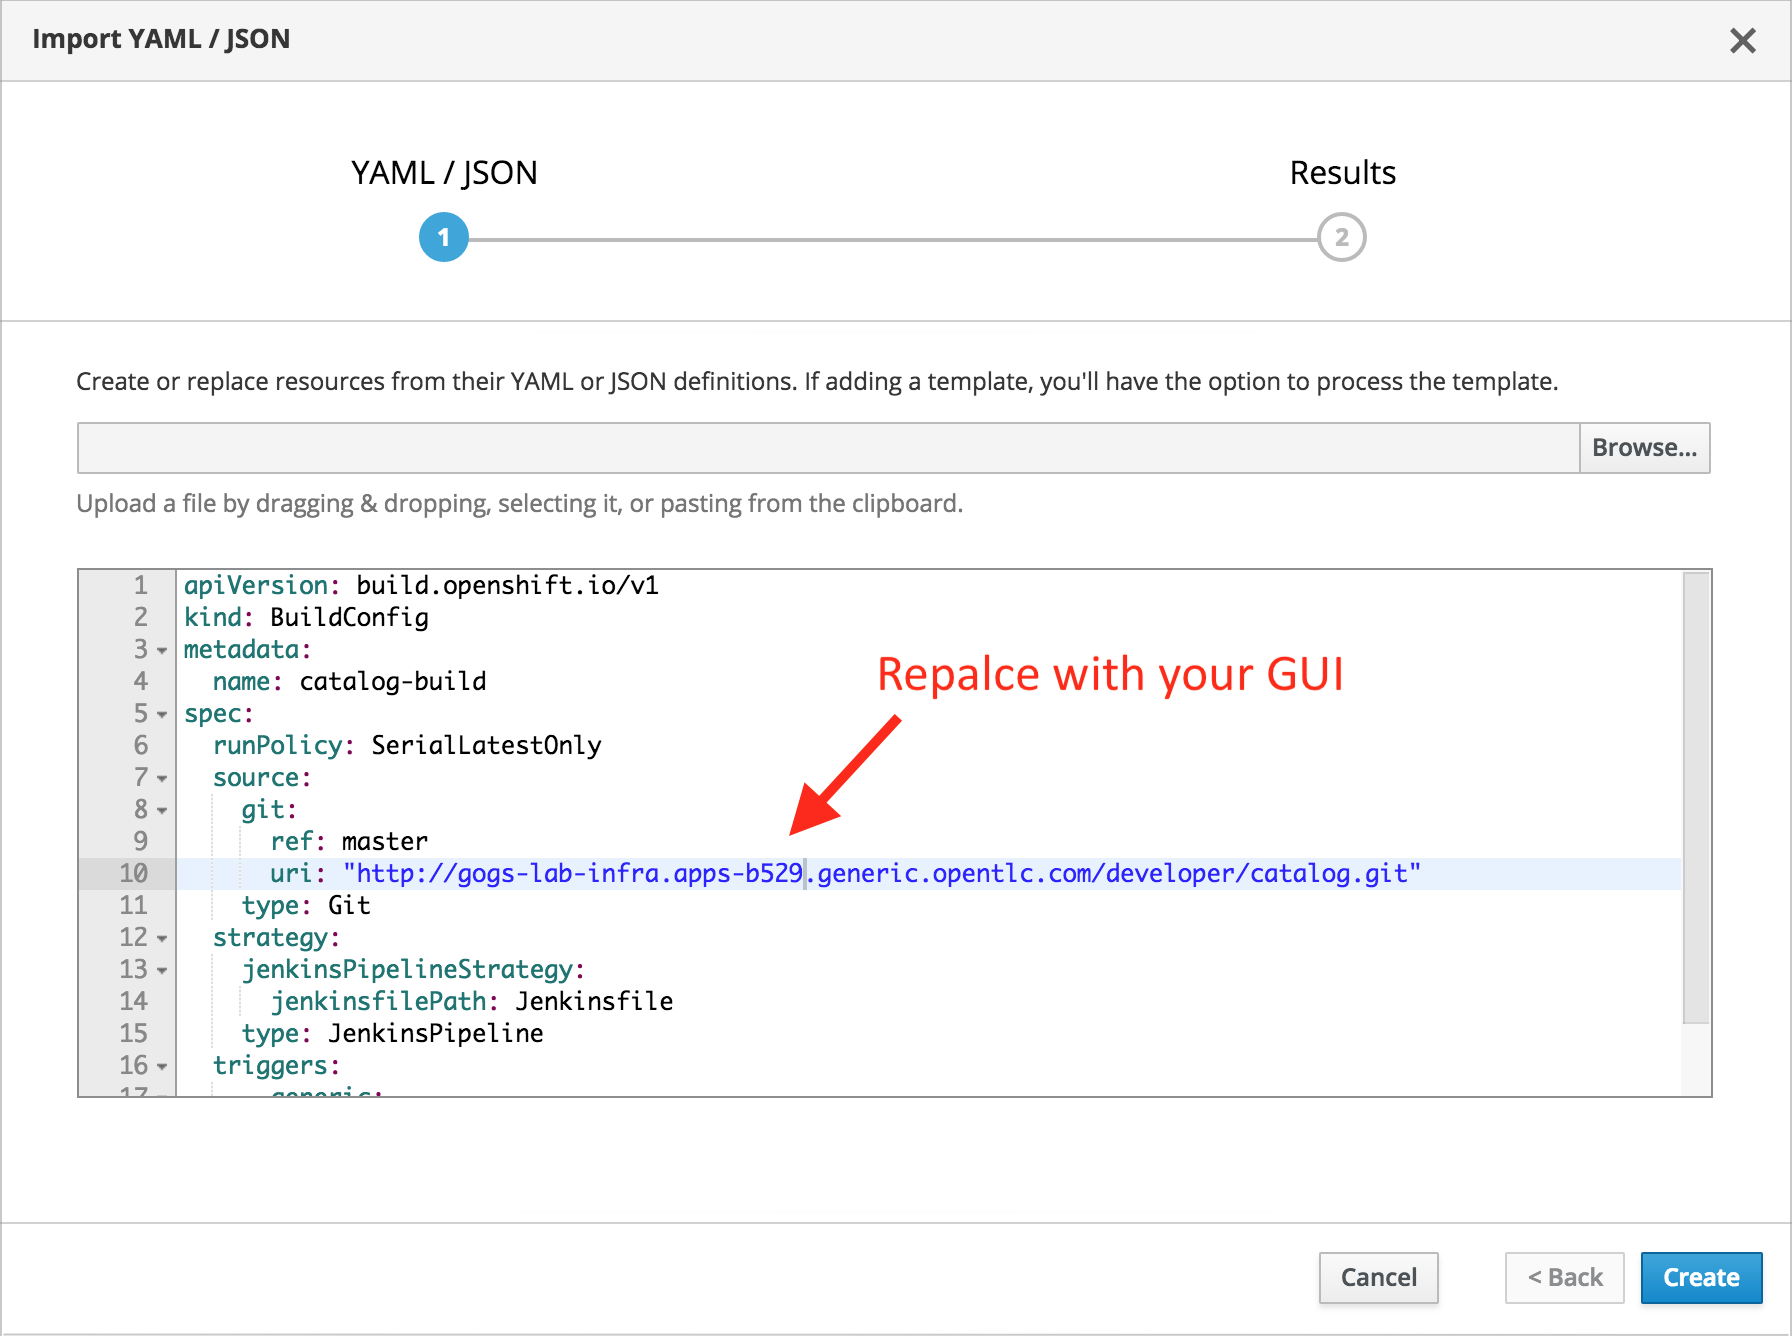 Import YAML / JSON
YAML / JSON
Results
1
2
Create or replace resources from their YAML or JSON definitions. If adding a template, you'll have the option to process the template.
Browse...
Upload a file by dragging & dropping, selecting it, or pasting from the clipboard.
1 apiVersion: build.openshift.io/v1
2 kind: BuildConfig
3 metadata:
4   name: catalog-build
5 spec:
6   runPolicy: SerialLatestOnly
7   source:
8     git:
9       ref: master
10       uri: "http://gogs-lab-infra.apps-b529.generic.opentlc.com/developer/catalog.git"
11     type: Git
12   strategy:
13     jenkinsPipelineStrategy:
14       jenkinsfilePath: Jenkinsfile
15     type: JenkinsPipeline
16   triggers:
17       generic:
Repalce with your GUI
Cancel
< Back
Create